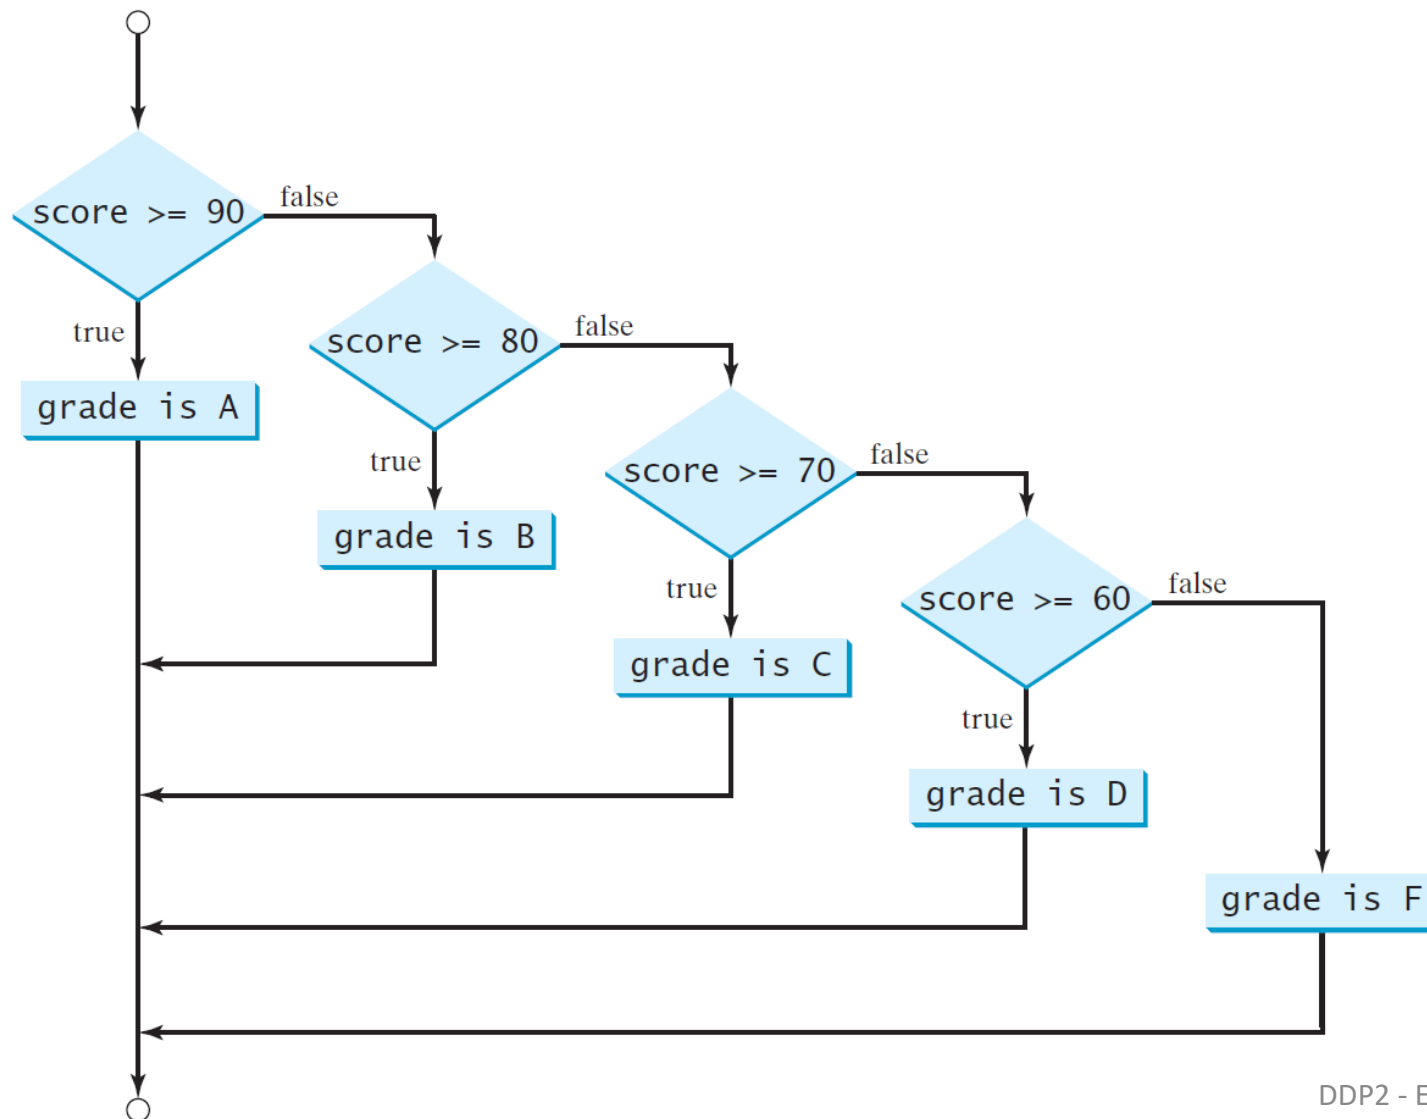 score >= 90
false
true
grade is A
score >= 80
false
true
grade is B
score >= 70
false
true
grade is C
score >= 60
false
true
grade is D
grade is F
DDP2 - E